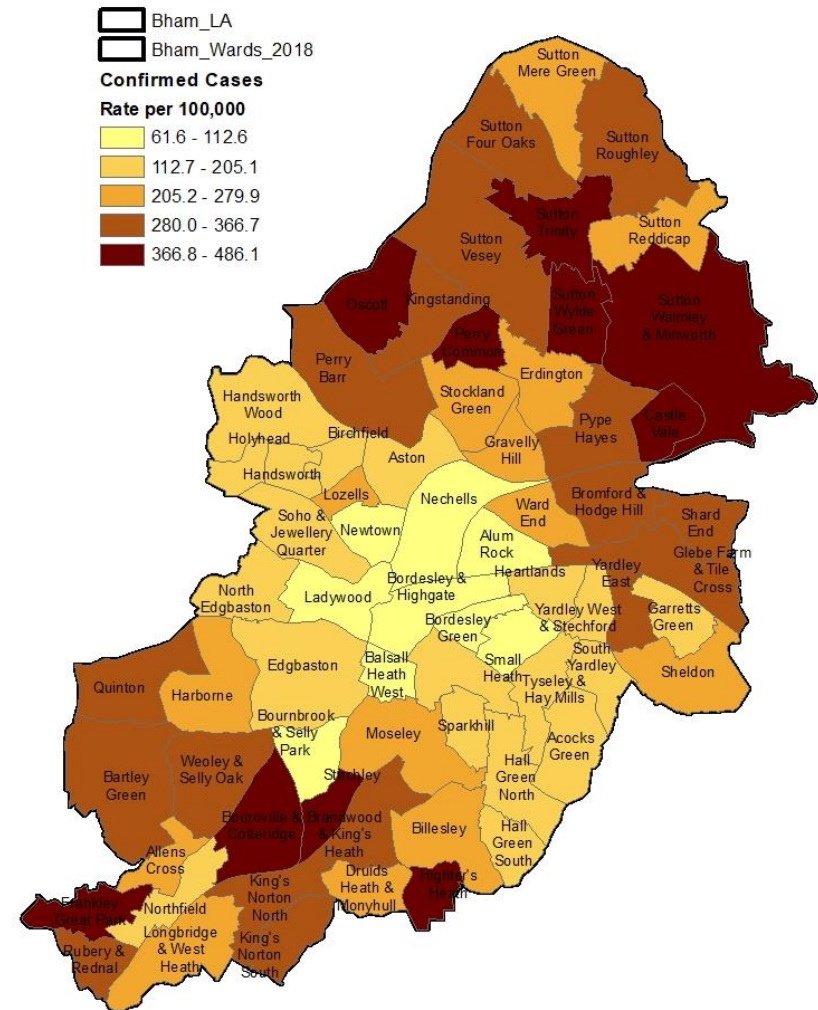 Bham_LA
Bham_Wards_2018
Confirmed Cases
Rate per 100,000
61.6 - 112.6
112.7 - 205.1
205.2 - 279.9
280.0 - 366.7
366.8 - 486.1
Sutton
Mere Green
Sutton
Four Oaks
Sutton
Roughley
Sutton
Trinity
Sutton
Reddicap
Sutton
Vesey
Oscott
Kingstanding
Sutton
Wylde
Green
Sutton
Walmley
& Minworth
Perry
Common
Perry
Barr
Erdington
Stockland
Green
Handsworth
Wood
Pype
Hayes
Castle
Vale
Birchfield
Holyhead
Gravelly
Hill
Aston
Handsworth
Lozells
Nechells
Bromford &
Hodge Hill
Ward
End
Shard
End
Soho &
Jewellery
Quarter
Newtown
Alum
Rock
Glebe Farm
& Tile
Cross
Yardley
East
Heartlands
Bordesley &
Highgate
North
Edgbaston
Ladywood
Yardley West
& Stechford
Garretts
Green
Bordesley
Green
South
Yardley
Small
Heath
Balsall
Heath
West
Edgbaston
Sheldon
Tyseley &
Hay Mills
Quinton
Harborne
Bournbrook
& Selly
Park
Sparkhill
Moseley
Acocks
Green
Weoley &
Selly Oak
Hall
Green
North
Bartley
Green
Stirchley
Bournville &
Cotteridge
Brandwood
& King's
Heath
Billesley
Hall
Green
South
Allens
Cross
Druids
Heath &
Monyhull
Highter's
Heath
King's
Norton
North
Frankley
Great Park
Northfield
Longbridge
& West
Heath
King's
Norton
South
Rubery &
Rednal